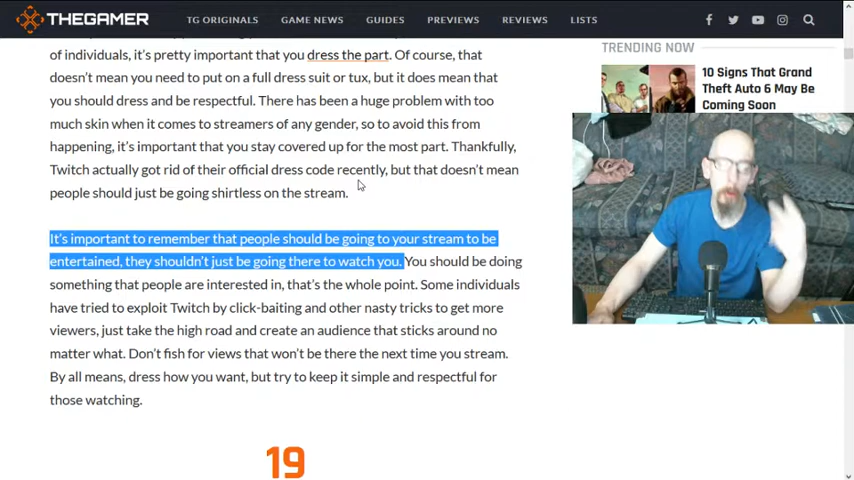 THEGAMER
TG ORIGINALS
GAME NEWS
GUIDES
PREVIEWS
REVIEWS
LISTS
of individuals, it's pretty important that you dress the part. Of course, that
doesn't mean you need to put on a full dress suit or tux, but it does mean that
you should dress and be respectful. There has been a huge problem with too
much skin when it comes to streamers of any gender, so to avoid this from
happening, it's important that you stay covered up for the most part. Thankfully,
Twitch actually got rid of their official dress code recently, but that doesn't mean
people should just be going shirtless on the stream.
It's important to remember that people should be going to your stream to be
entertained, they shouldn't just be going there to watch you. You should be doing
something that people are interested in, that's the whole point. Some individuals
have tried to exploit Twitch by click-baiting and other nasty tricks to get more
viewers, just take the high road and create an audience that sticks around no
matter what. Don't fish for views that won't be there the next time you stream.
By all means, dress how you want, but try to keep it simple and respectful for
those watching.
19
TRENDING NOW
10 Signs That Grand
Theft Auto 6 May Be
Coming Soon